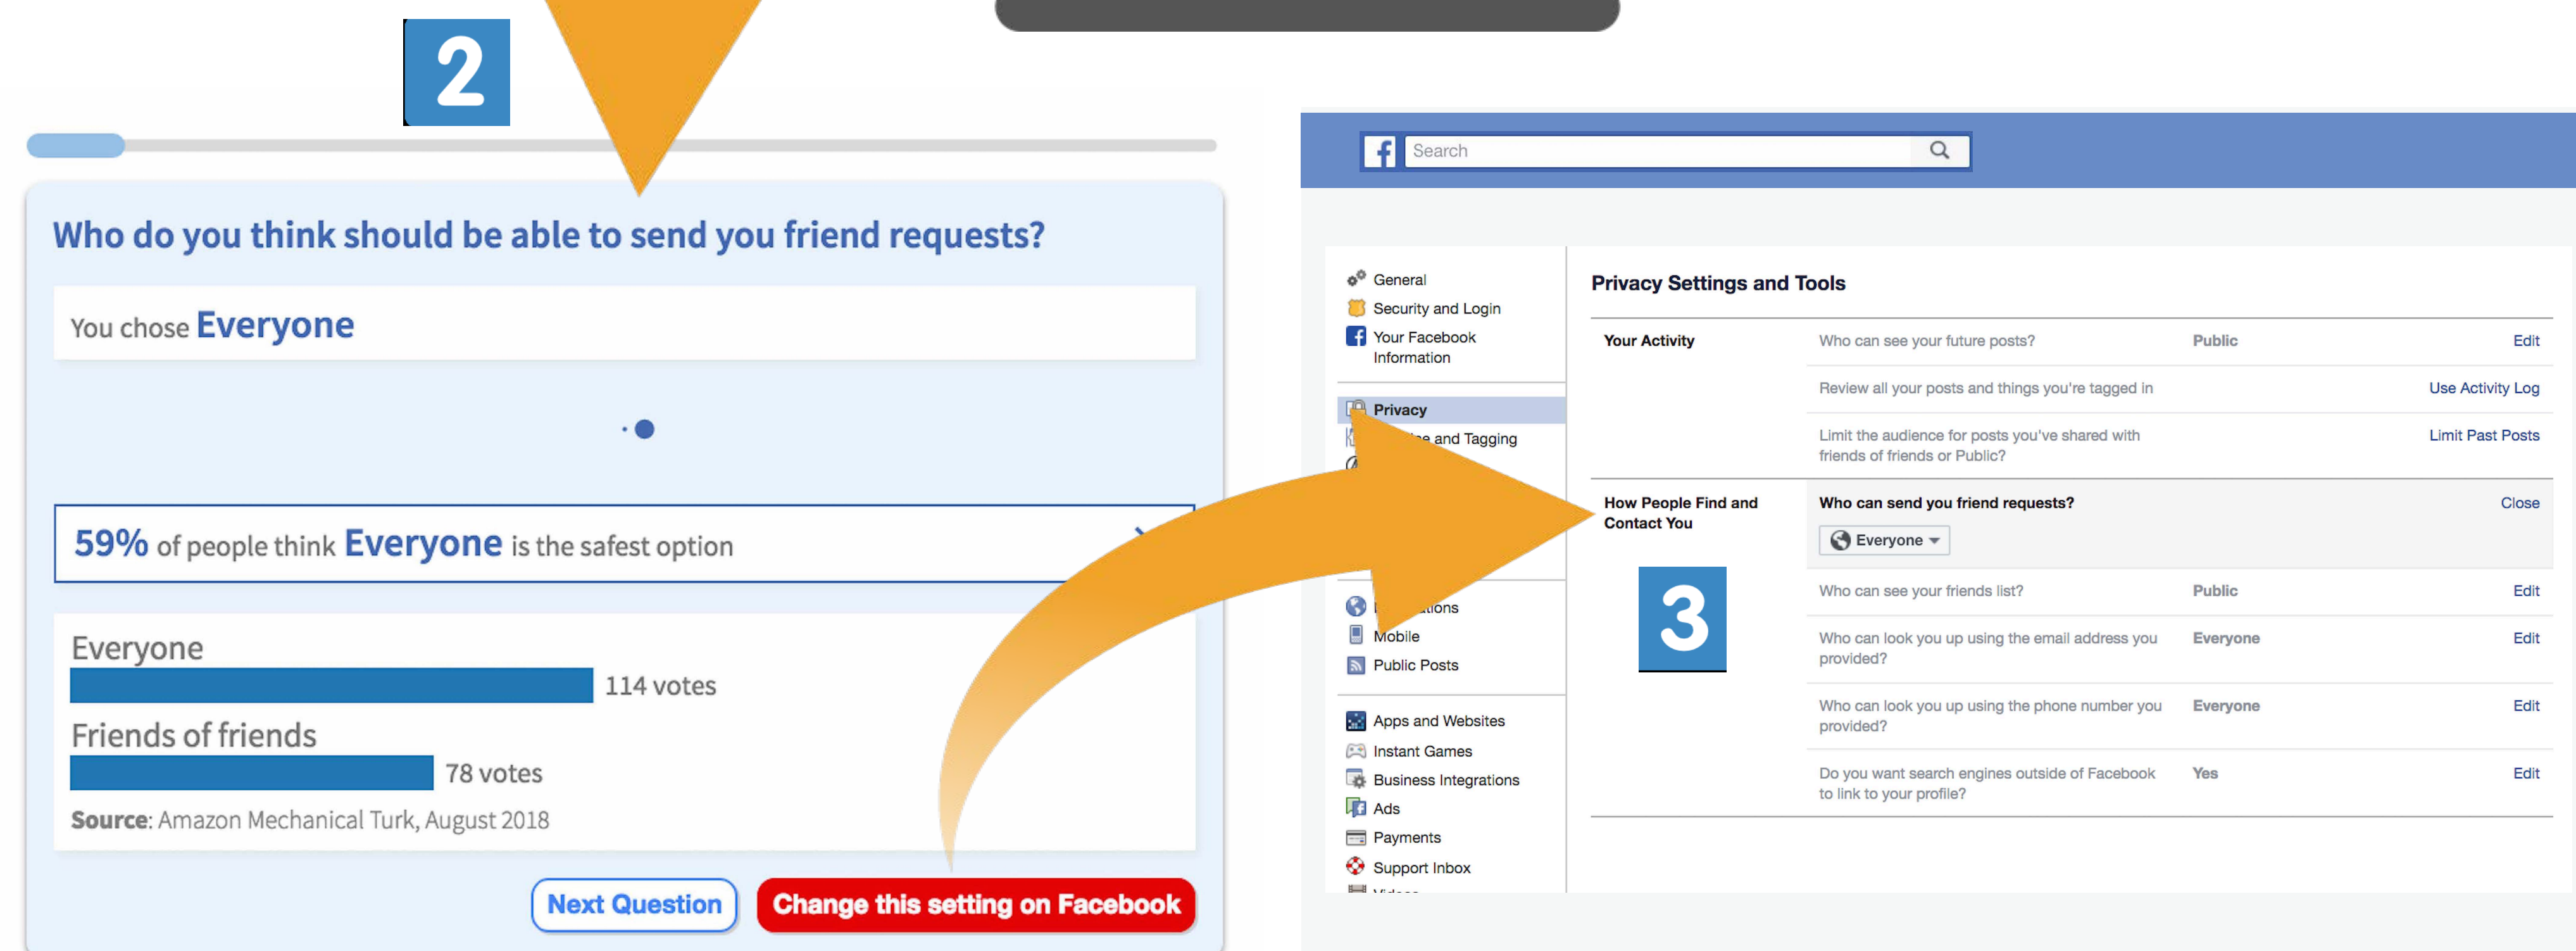 2
Who do you think should be able to send you friend requests?
You chose Everyone
59% of people think Everyone is the safest option
Everyone
114 votes
Friends of friends
78 votes
Source: Amazon Mechanical Turk, August 2018
Next Question
Change this setting on Facebook
f
Search
General
Security and Login
Your Facebook
Information
Privacy
and Tagging
Mobile
Public Posts
Apps and Websites
Instant Games
Business Integrations
Ads
Payments
Support Inbox
Privacy Settings and Tools
Your Activity
Who can see your future posts?
Public
Edit
Review all your posts and things you're tagged in
Use Activity Log
Limit the audience for posts you've shared with
friends of friends or Public?
Limit Past Posts
How People Find and
Contact You
3
Who can send you friend requests?
Close
Everyone
Who can see your friends list?
Public
Edit
Who can look you up using the email address you
provided?
Everyone
Edit
Who can look you up using the phone number you
provided?
Everyone
Edit
Do you want search engines outside of Facebook
to link to your profile?
Yes
Edit